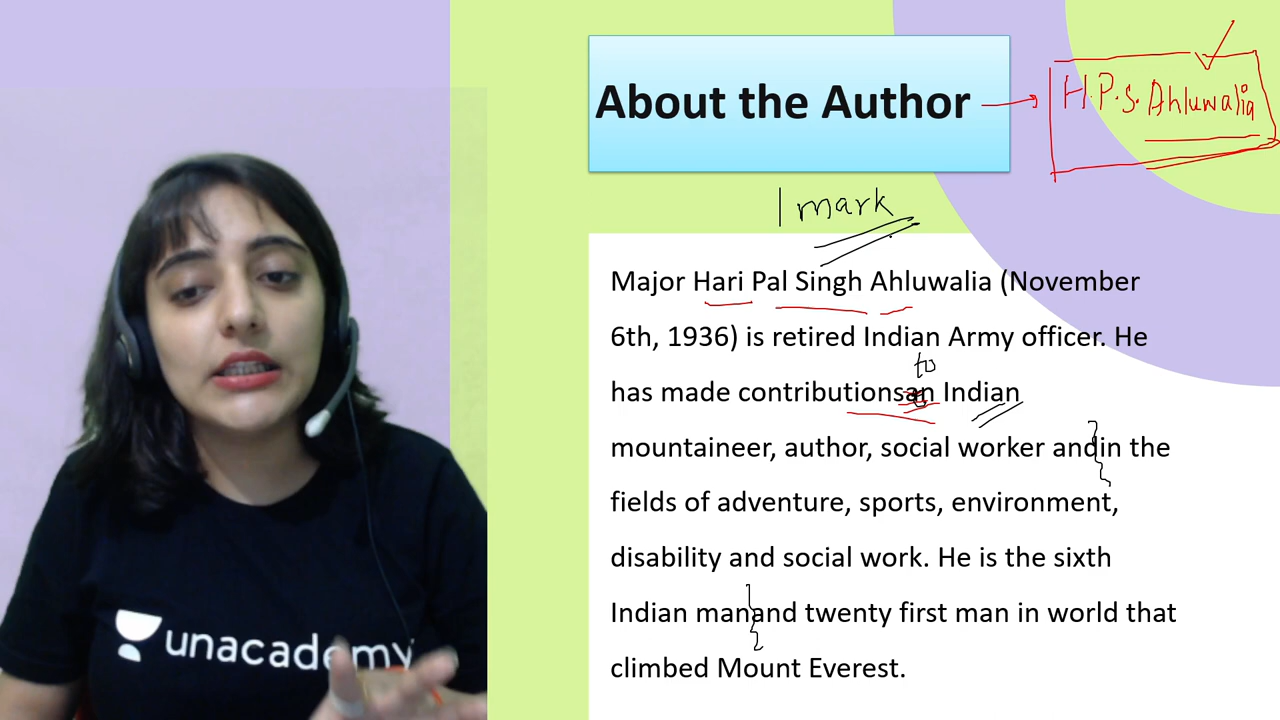 About the Author
H.P.S. Ahluwalia
1 mark
Major Hari Pal Singh Ahluwalia (November
6th, 1936) is retired Indian Army officer. He
to
has made contributionsan Indian
mountaineer, author, social worker andin the
fields of adventure, sports, environment,
disability and social work. He is the sixth
Indian manand twenty first man in world that
climbed Mount Everest.
unacademy